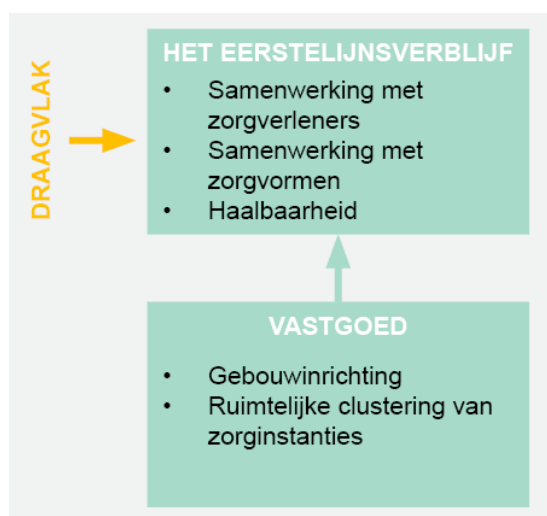 DRAAGVLAK
HET EERSTELIJNSVERBLIJF
• Samenwerking met
zorgverleners
• Samenwerking met
zorgvormen
• Haalbaarheid
VASTGOED
• Gebouwinrichting
• Ruimtelijke clustering van
zorginstanties